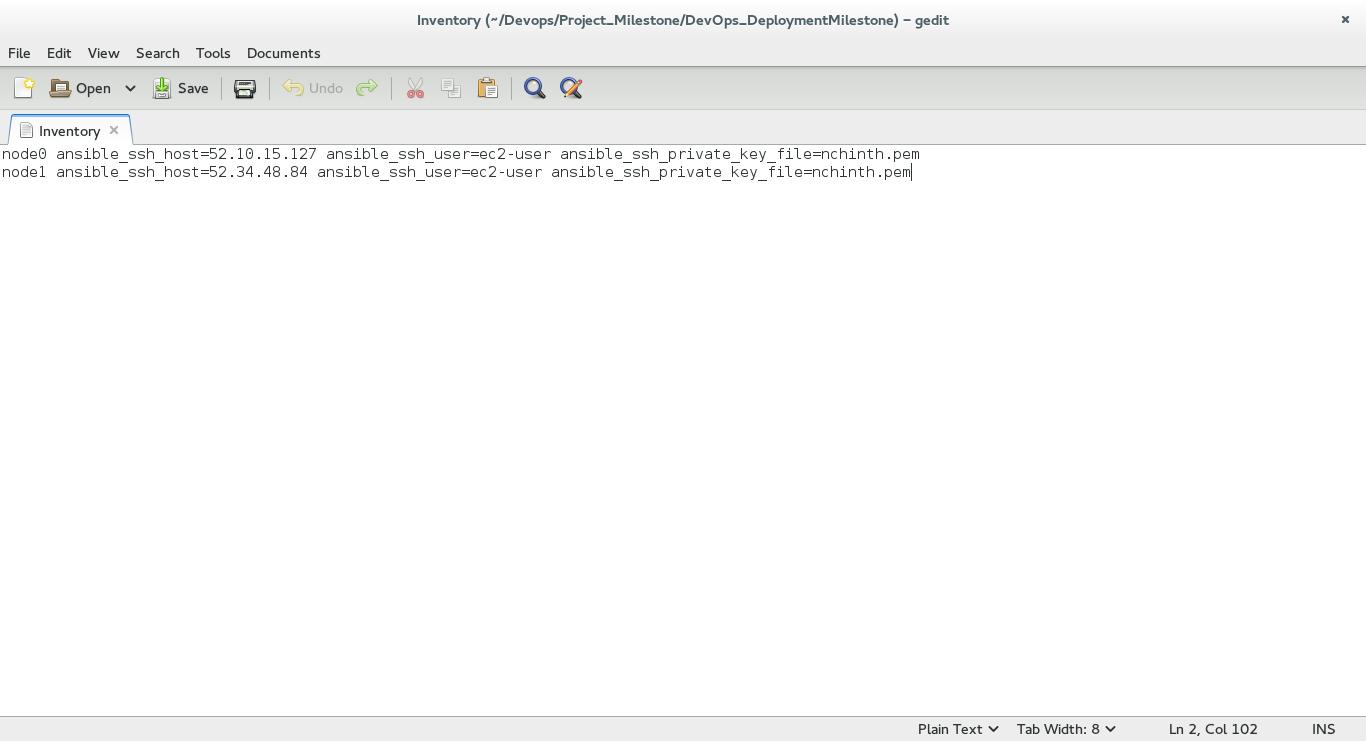 Inventory (~/Devops/Project_Milestone/DevOps_DeploymentMilestone) – gedit
File Edit View Search Tools Documents
Open Save Undo
Inventory
node0 ansible_ssh_host=52.10.15.127 ansible_ssh_user=ec2-user ansible_ssh_private_key_file=nchinth.pem
node1 ansible_ssh_host=52.34.48.84 ansible_ssh_user=ec2-user ansible_ssh_private_key_file=nchinth.pem
Plain Text Tab Width: 8 Ln 2, Col 102 INS